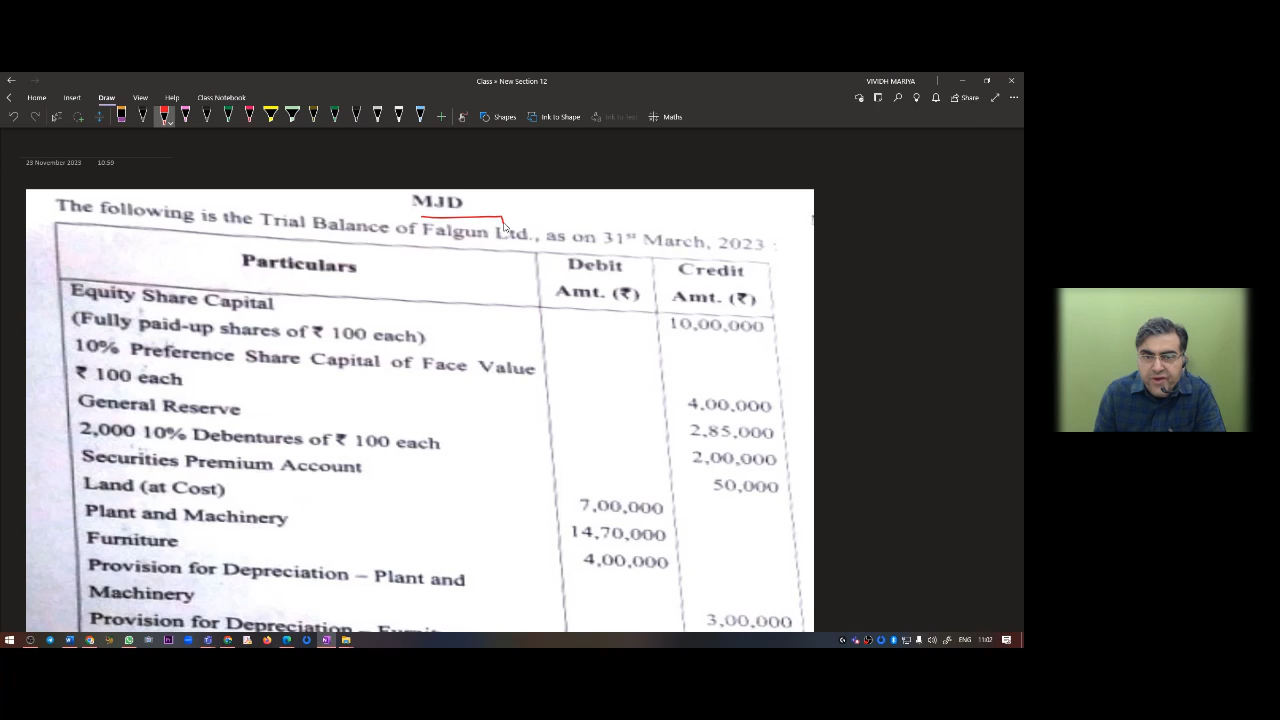 Class » New Section 12
VIVIDH MARIYA
Home Insert Draw View Help Class Notebook
Share
Shapes Ink to Shape Ink to Text Maths
23 November 2023 10:59
MJD
The following is the Trial Balance of Falgun Ltd., as on 31st March, 2023 :
Particulars Debit Amt. (₹) Credit Amt. (₹)
Equity Share Capital
(Fully paid-up shares of ₹ 100 each) 10,00,000
10% Preference Share Capital of Face Value
₹ 100 each 4,00,000
General Reserve 2,85,000
2,000 10% Debentures of ₹ 100 each 2,00,000
Securities Premium Account 50,000
Land (at Cost) 7,00,000
Plant and Machinery 14,70,000
Furniture 4,00,000
Provision for Depreciation – Plant and
Machinery 3,00,000
Provision for Depreciation –
ENG 11:02